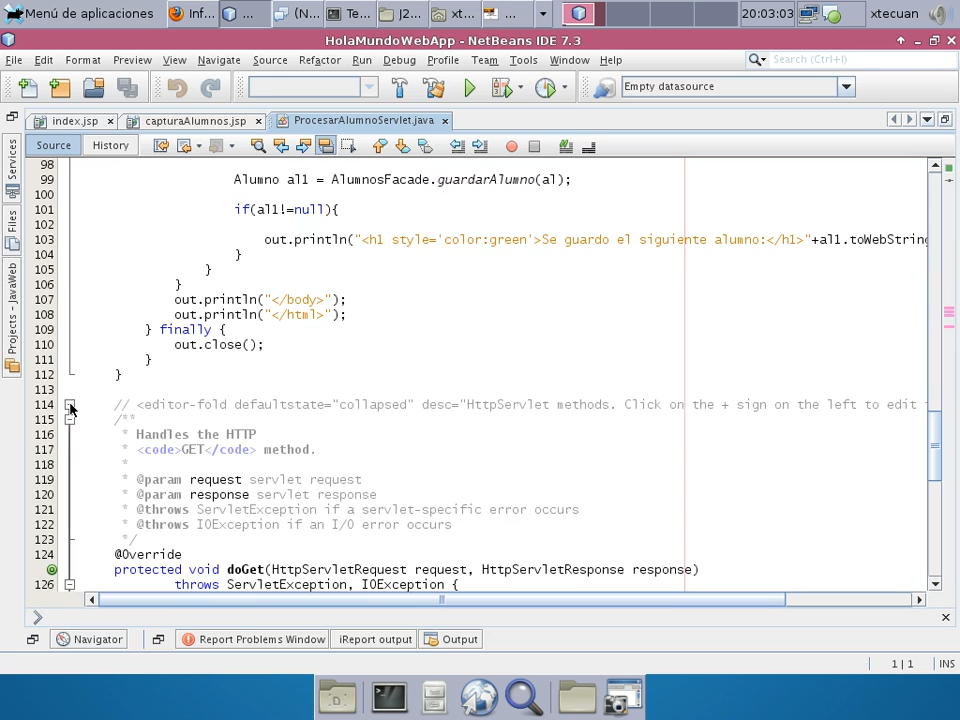 Menú de aplicaciones Inf... ... (N... Te... J2... xt... ... 20:03:03 xtecuan
HolaMundoWebApp - NetBeans IDE 7.3
File Edit Format Preview View Navigate Source Refactor Run Debug Profile Team Tools Window Help Search (Ctrl+I)
Empty datasource
index.jsp capturaAlumnos.jsp ProcesarAlumnoServlet.java
Source History
Services
Files
Projects - JavaWeb
98
99 Alumno al1 = AlumnosFacade.guardarAlumno(al);
100
101 if(al1!=null){
102
103 out.println("<h1 style='color:green'>Se guardo el siguiente alumno:</h1>"+al1.toWebString
104 }
105 }
106 }
107 out.println("</body>");
108 out.println("</html>");
109 } finally {
110 out.close();
111 }
112 }
113
114 // <editor-fold defaultstate="collapsed" desc="HttpServlet methods. Click on the + sign on the left to edit
115 /**
116 * Handles the HTTP
117 * <code>GET</code> method.
118 *
119 * @param request servlet request
120 * @param response servlet response
121 * @throws ServletException if a servlet-specific error occurs
122 * @throws IOException if an I/O error occurs
123 */
124 @Override
protected void doGet(HttpServletRequest request, HttpServletResponse response)
126 throws ServletException, IOException {
Navigator Report Problems Window iReport output Output
1 | 1 INS